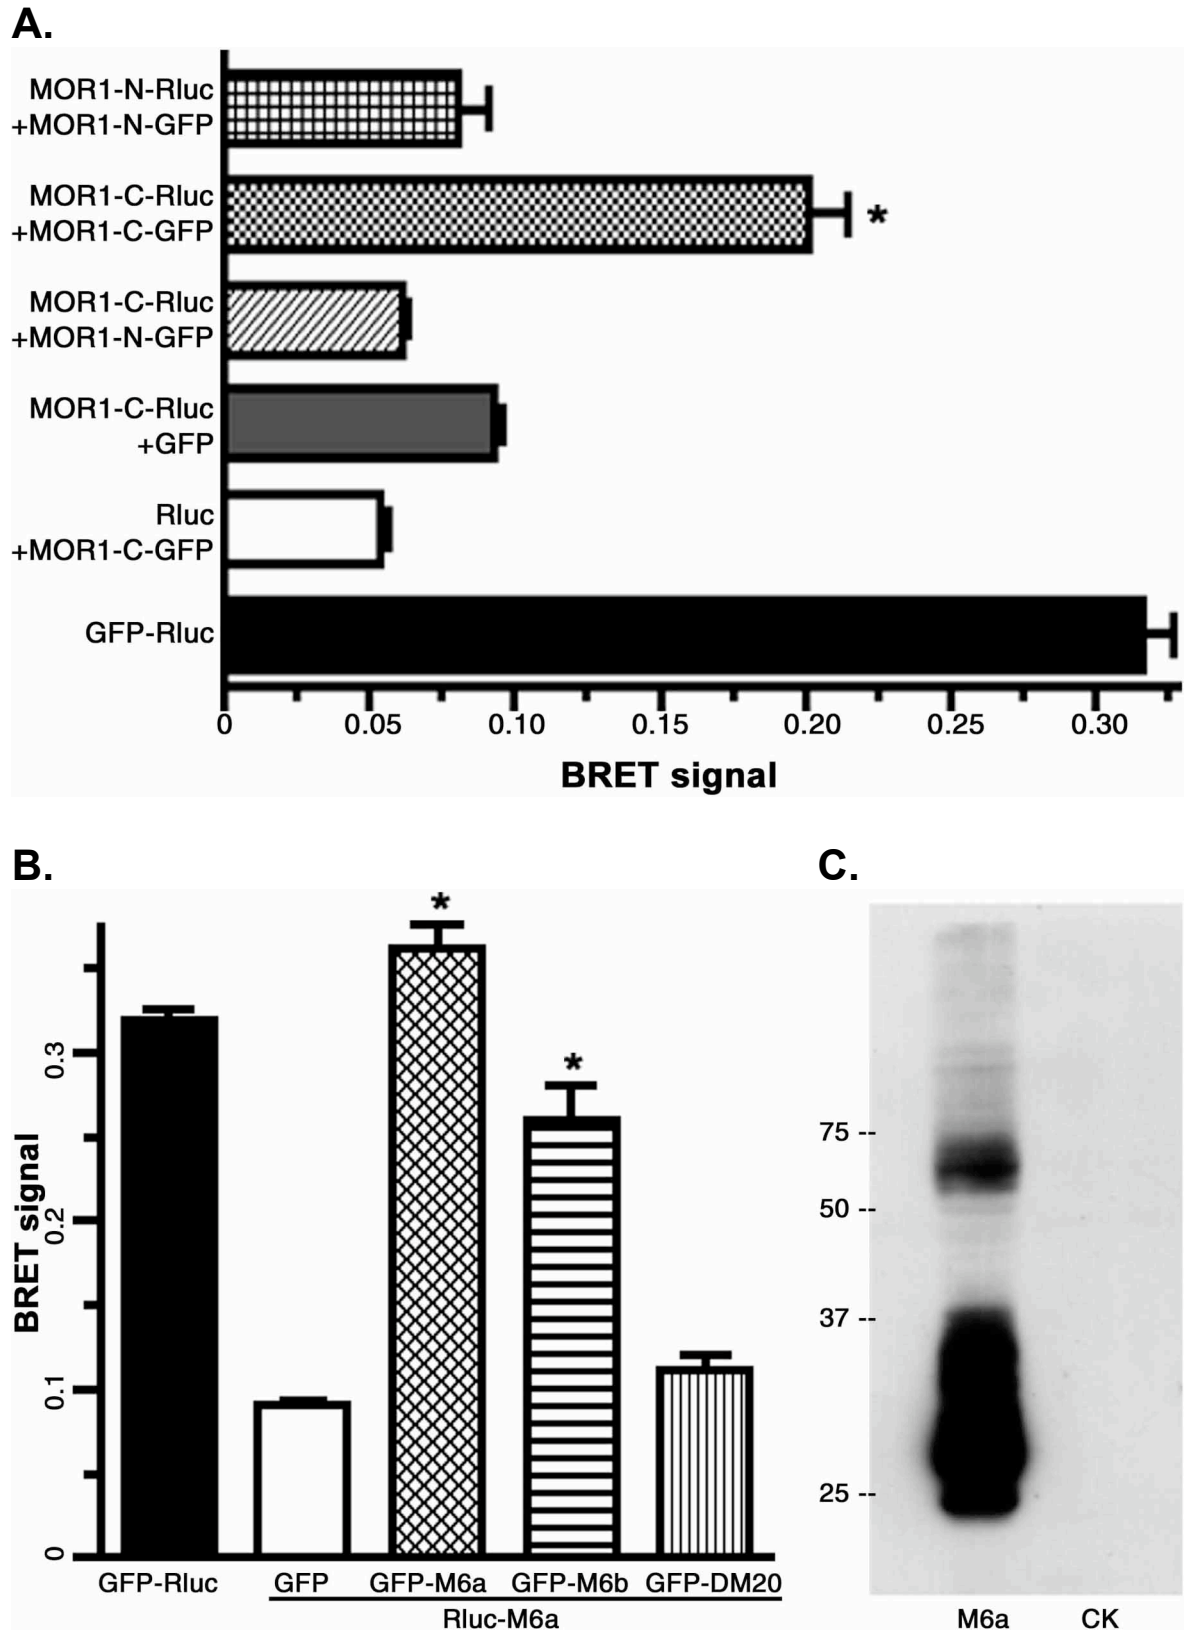 A.
MOR1-N-Rluc
+MOR1-N-GFP
MOR1-C-Rluc
+MOR1-C-GFP
*
MOR1-C-Rluc
+MOR1-N-GFP
MOR1-C-Rluc
+GFP
Rluc
+MOR1-C-GFP
GFP-Rluc
0 0.05 0.10 0.15 0.20 0.25 0.30
BRET signal
B.
BRET signal
0.3
0.2
0.1
0
*
*
GFP-Rluc GFP GFP-M6a GFP-M6b GFP-DM20
Rluc-M6a
C.
75 --
50 --
37 --
25 --
M6a CK